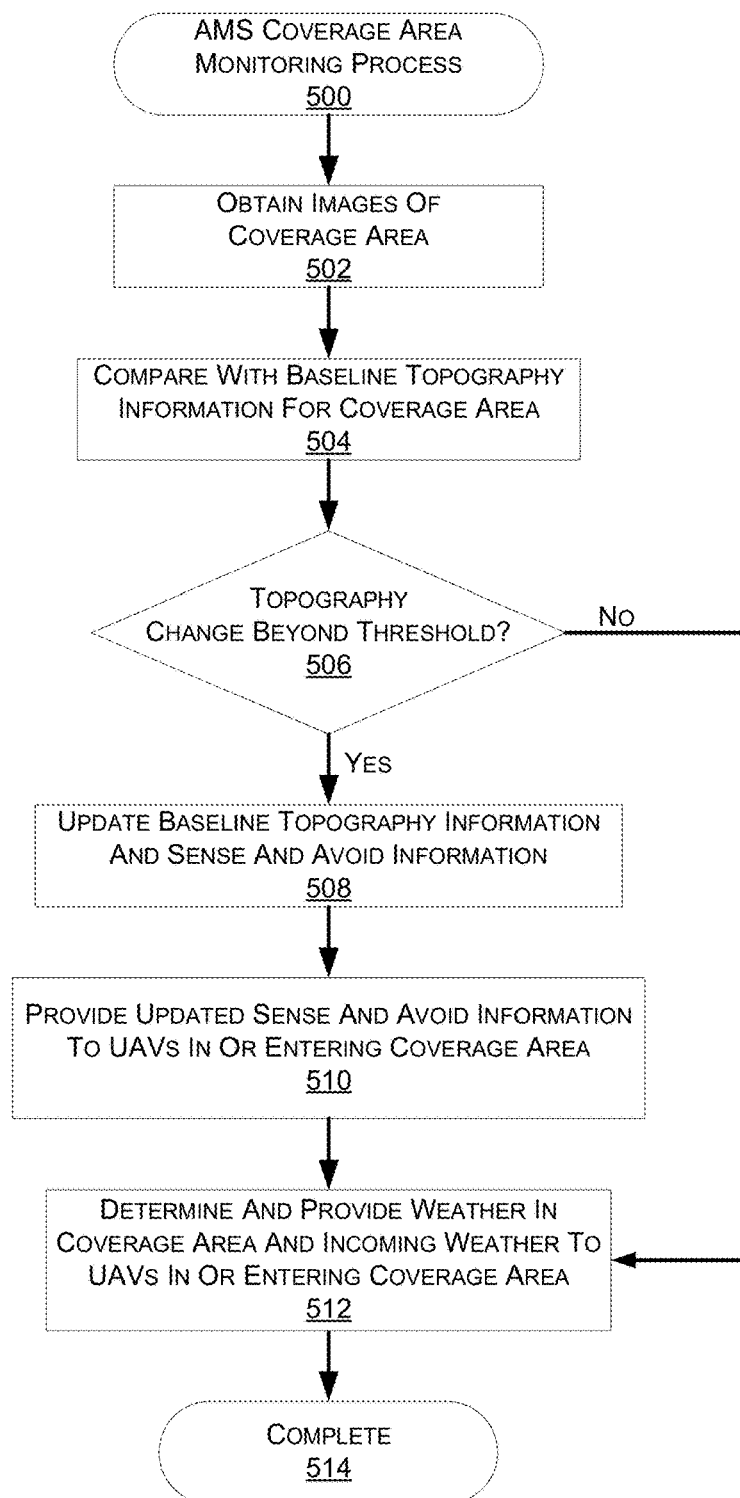 AMS COVERAGE AREA
MONITORING PROCESS
500
OBTAIN IMAGES OF
COVERAGE AREA
502
COMPARE WITH BASELINE TOPOGRAPHY
INFORMATION FOR COVERAGE AREA
504
TOPOGRAPHY
CHANGE BEYOND THRESHOLD?
506
NO
YES
UPDATE BASELINE TOPOGRAPHY INFORMATION
AND SENSE AND AVOID INFORMATION
508
PROVIDE UPDATED SENSE AND AVOID INFORMATION
TO UAVS IN OR ENTERING COVERAGE AREA
510
DETERMINE AND PROVIDE WEATHER IN
COVERAGE AREA AND INCOMING WEATHER TO
UAVS IN OR ENTERING COVERAGE AREA
512
COMPLETE
514